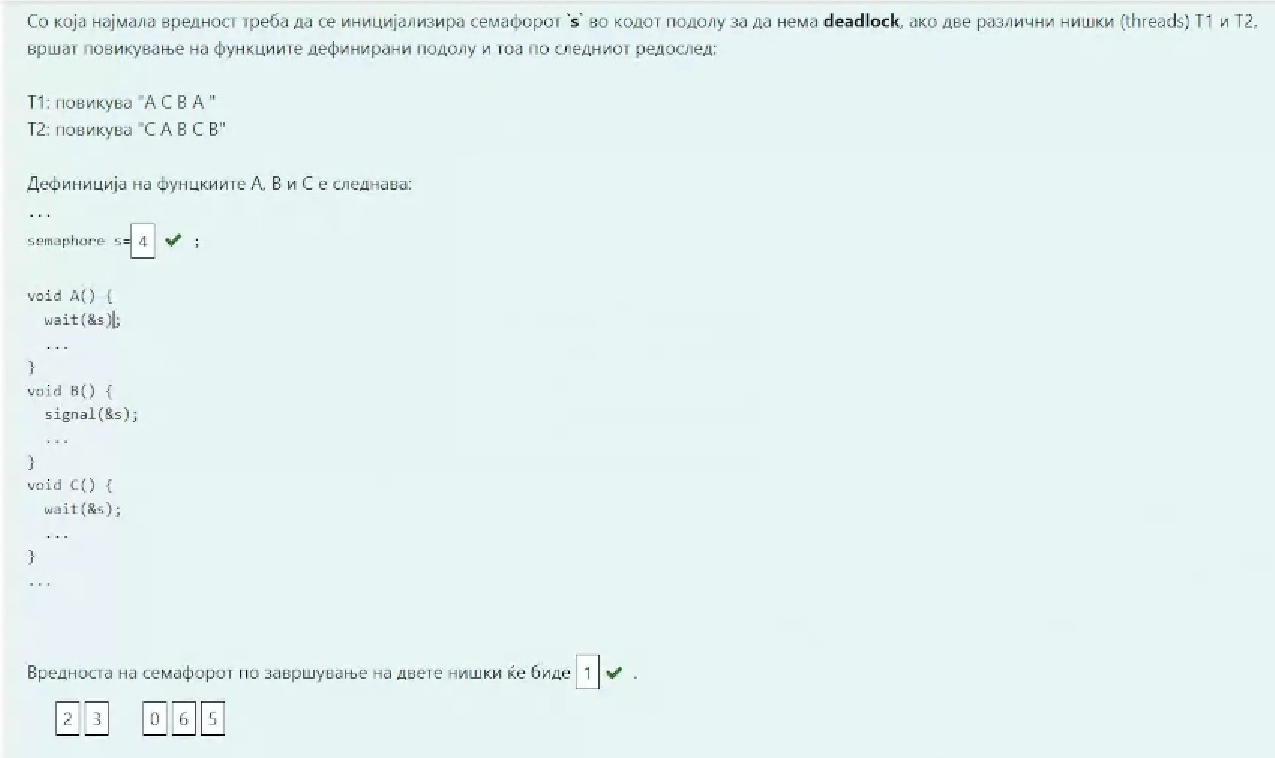 Со која најмала вредност треба да се иницијализира семафорот `s` во кодот подолу за да нема deadlock, ако две различни нишки (threads) T1 и T2,
вршат повикување на функциите дефинирани подолу и тоа по следниот редослед:
T1: повикува "A C B A "
T2: повикува "C A B C B"
Дефиниција на фунцкиите A, B и C е следнава:
...
semaphore s= 4 ✔ ;
void A() {
wait(&s);
...
}
void B() {
signal(&s);
...
}
void C() {
wait(&s);
...
}
...
Вредноста на семафорот по завршување на двете нишки ќе биде 1 ✔ .
2 3 0 6 5